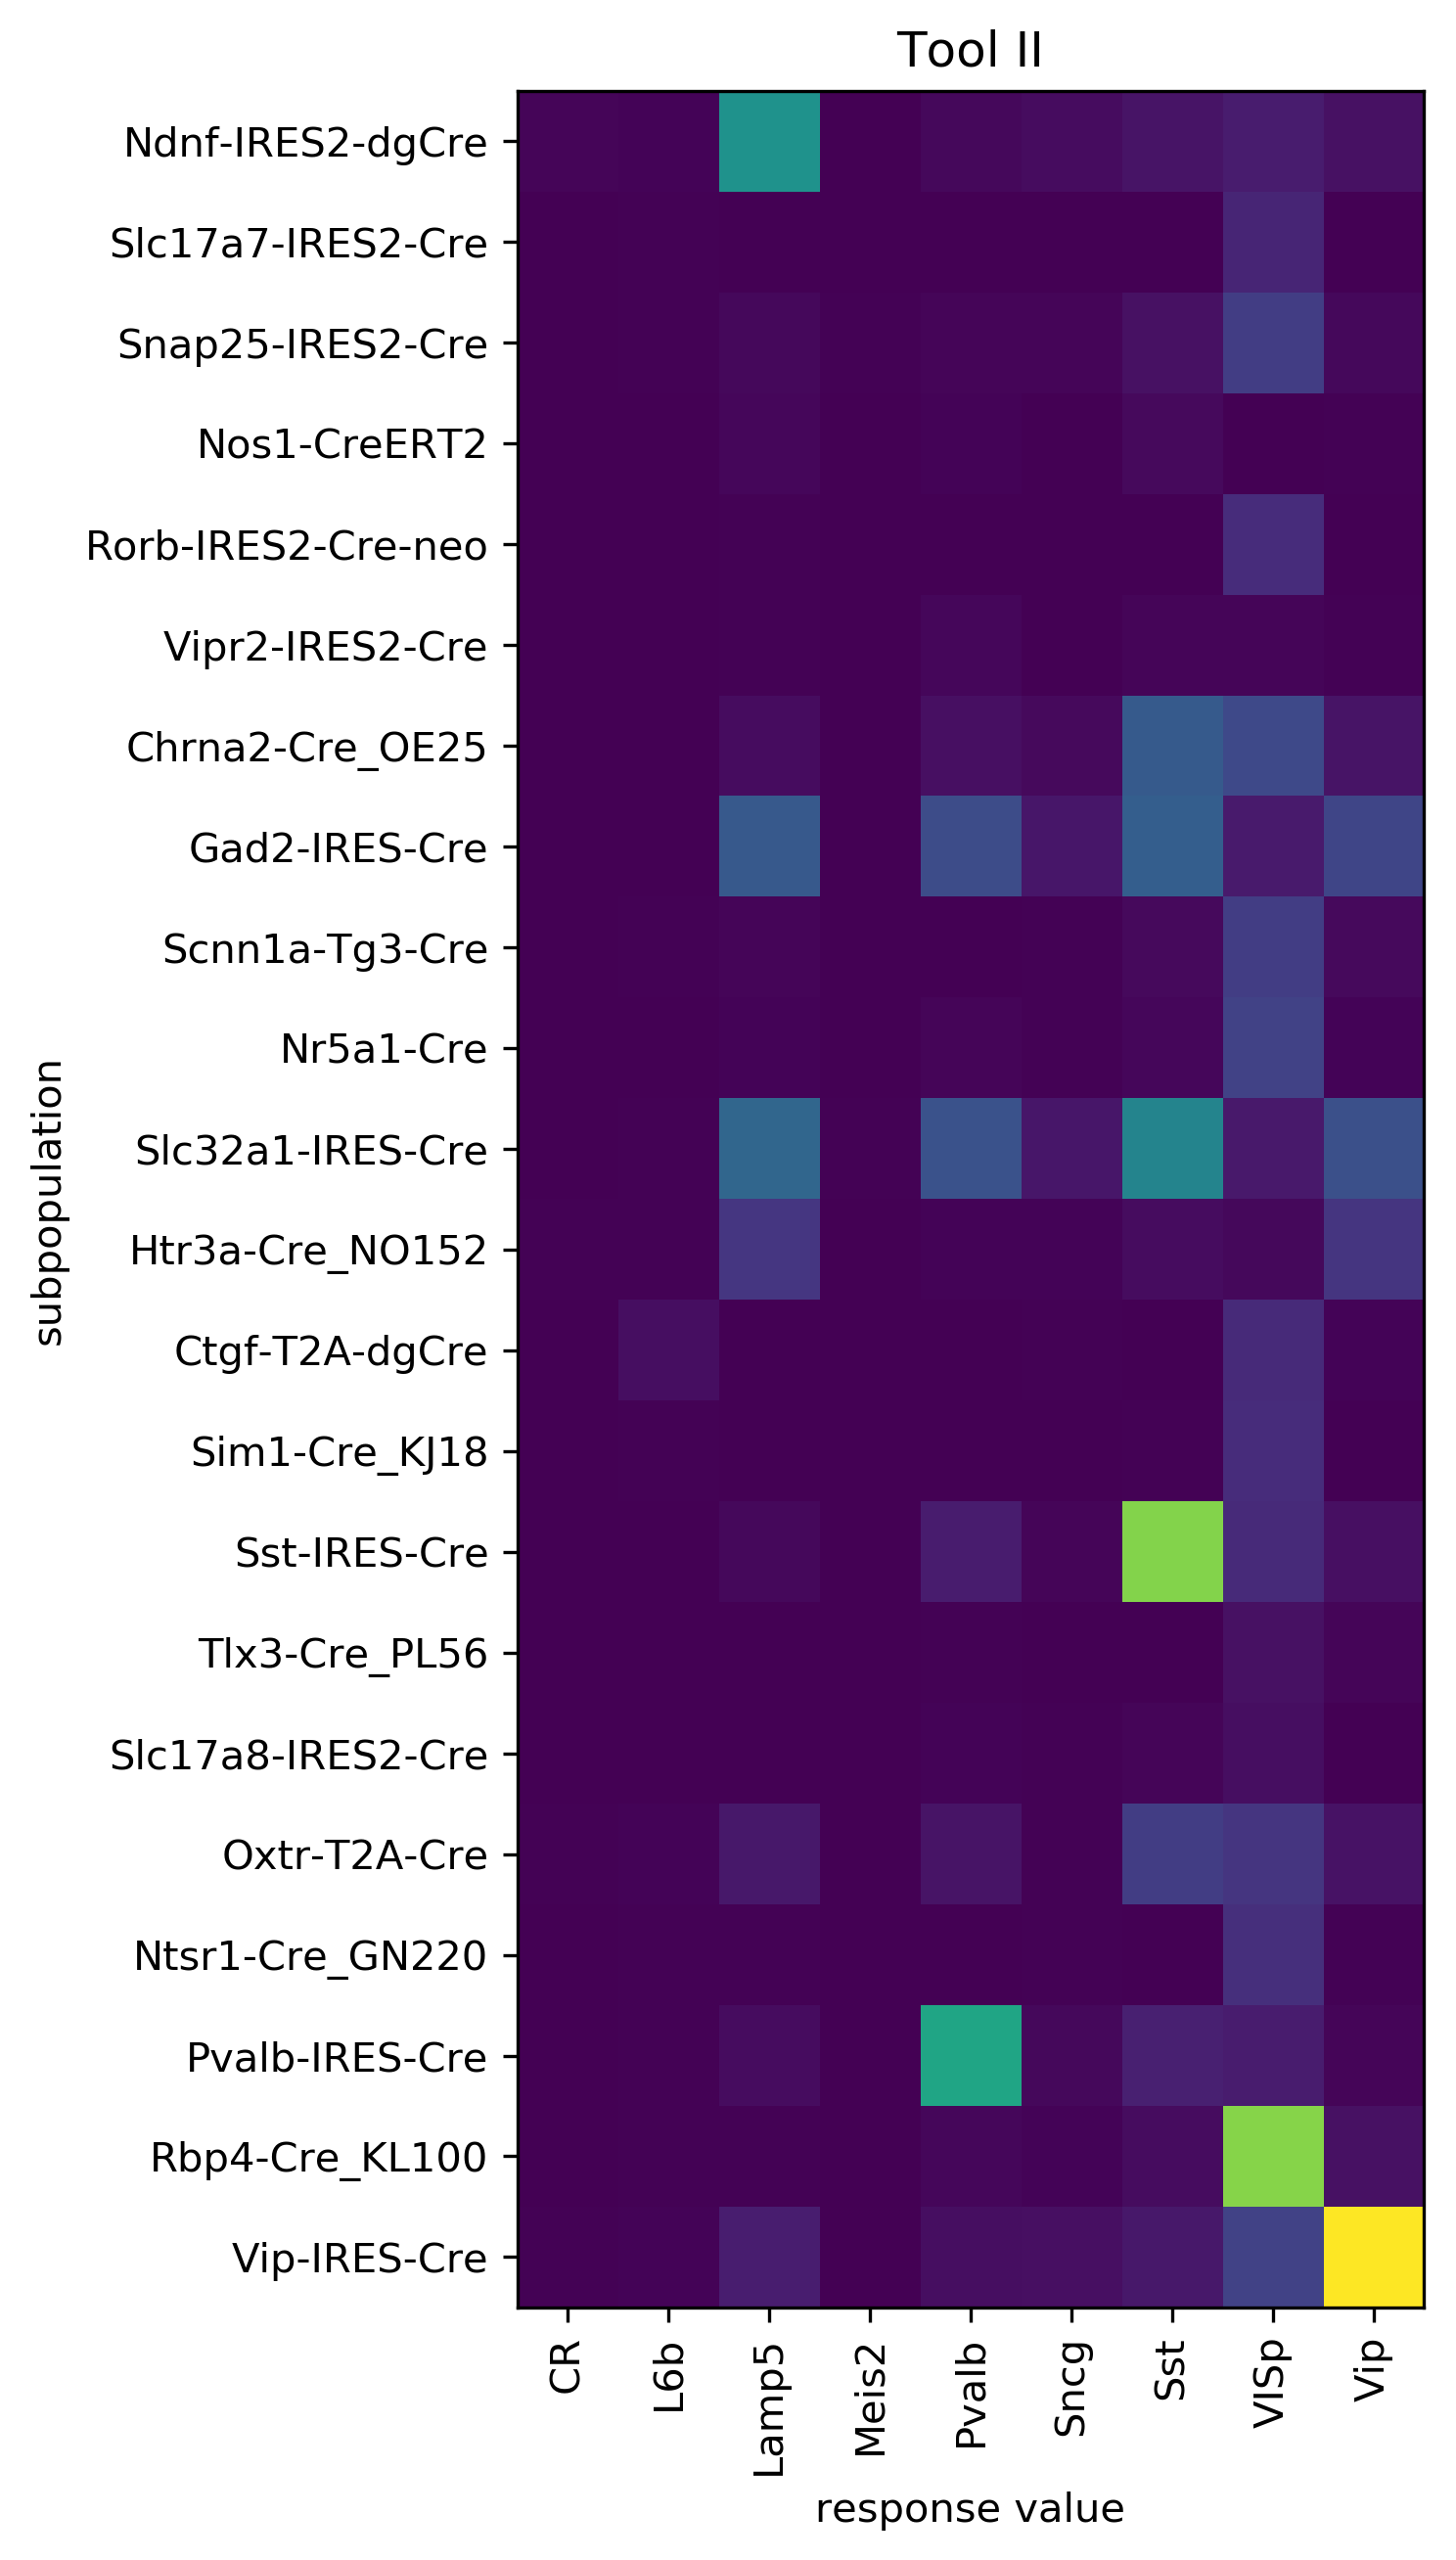 Tool II
Ndnf-IRES2-dgCre
Slc17a7-IRES2-Cre
Snap25-IRES2-Cre
Nos1-CreERT2
Rorb-IRES2-Cre-neo
Vipr2-IRES2-Cre
Chrna2-Cre_OE25
Gad2-IRES-Cre
Scnn1a-Tg3-Cre
Nr5a1-Cre
Slc32a1-IRES-Cre
Htr3a-Cre_NO152
Ctgf-T2A-dgCre
Sim1-Cre_KJ18
Sst-IRES-Cre
Tlx3-Cre_PL56
Slc17a8-IRES2-Cre
Oxtr-T2A-Cre
Ntsr1-Cre_GN220
Pvalb-IRES-Cre
Rbp4-Cre_KL100
Vip-IRES-Cre
subpopulation
CR
L6b
Lamp5
Meis2
Pvalb
Sncg
Sst
VISp
Vip
response value